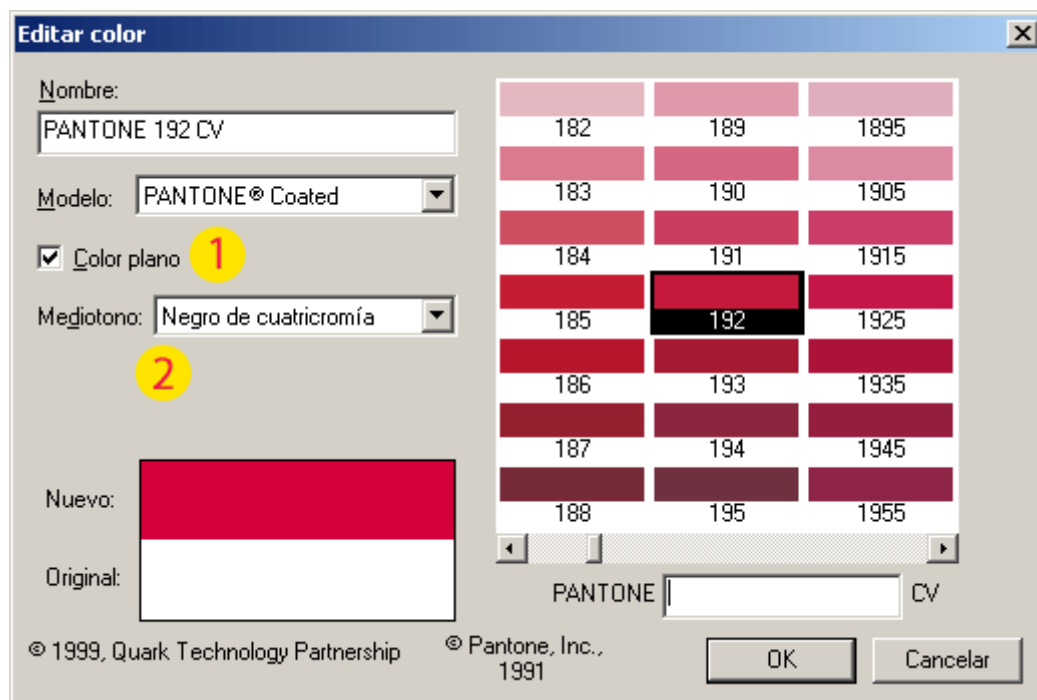 Editar color
Nombre:
PANTONE 192 CV
Modelo: PANTONE® Coated
Color plano 1
Mediotono: Negro de cuatricromía
2
Nuevo:
Original:
182 189 1895
183 190 1905
184 191 1915
185 192 1925
186 193 1935
187 194 1945
188 195 1955
PANTONE CV
© 1999, Quark Technology Partnership
© Pantone, Inc.,
1991
OK Cancelar